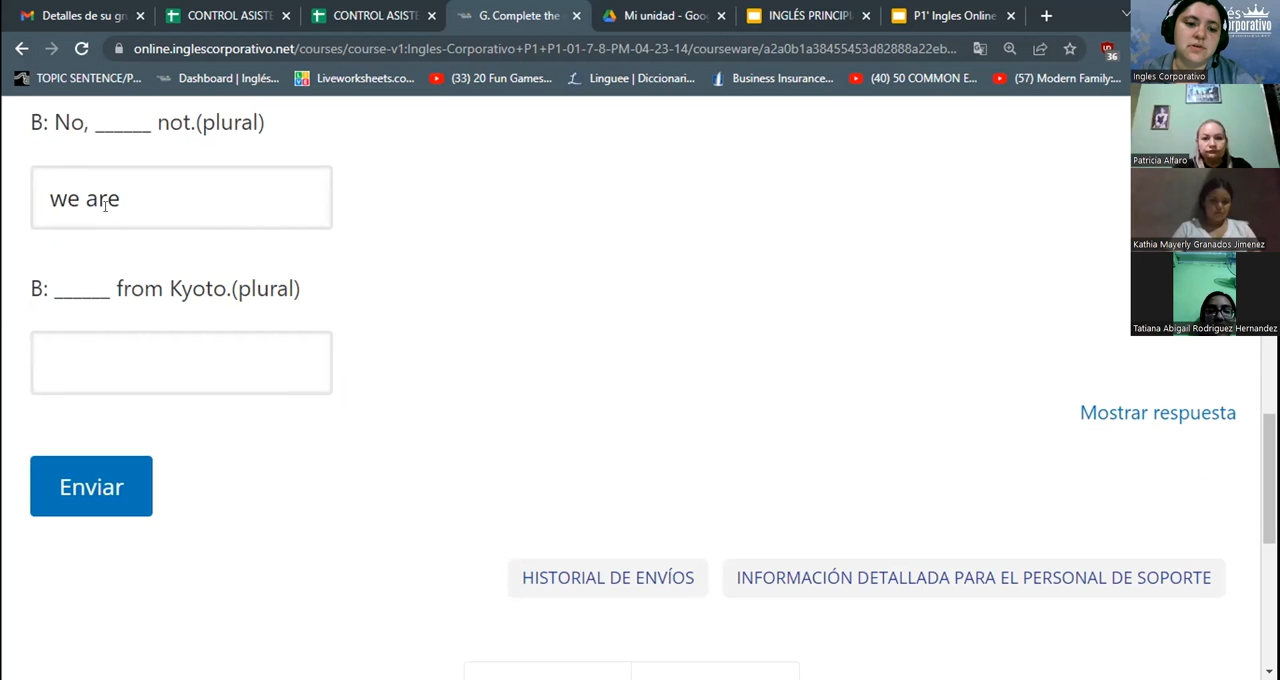 Detalles de su gr
CONTROL ASISTE
CONTROL ASISTE
G. Complete the
Mi unidad - Goo
INGLÉS PRINCIPI
P1' Ingles Online
online.inglescorporativo.net/courses/course-v1:Ingles-Corporativo+P1+P1-01-7-8-PM-04-23-14/courseware/a2a0b1a38455453d82888a22eb...
36
TOPIC SENTENCE/P...
Dashboard | Inglés...
Liveworksheets.co...
(33) 20 Fun Games...
Linguee | Diccionari...
Business Insurance...
(40) 50 COMMON E...
(57) Modern Family:...
Ingles Corporativo
Patricia Alfaro
Kathia Mayerly Granados Jimenez
Tatiana Abigail Rodriguez Hernandez
B: No, ______ not.(plural)
we are
B: ______ from Kyoto.(plural)
Mostrar respuesta
Enviar
HISTORIAL DE ENVÍOS
INFORMACIÓN DETALLADA PARA EL PERSONAL DE SOPORTE